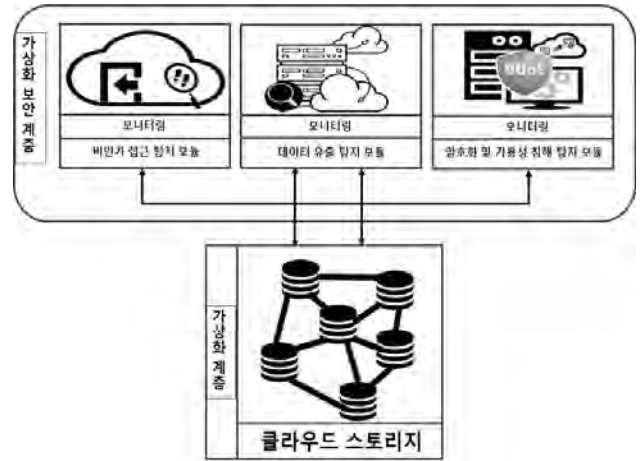 가상화 보안 계층
모니터링
비인가 접근 탐지 모듈
모니터링
데이터 유출 탐지 모듈
모니터링
암호화 및 가용성 침해 탐지 모듈
가상화 계층
클라우드 스토리지